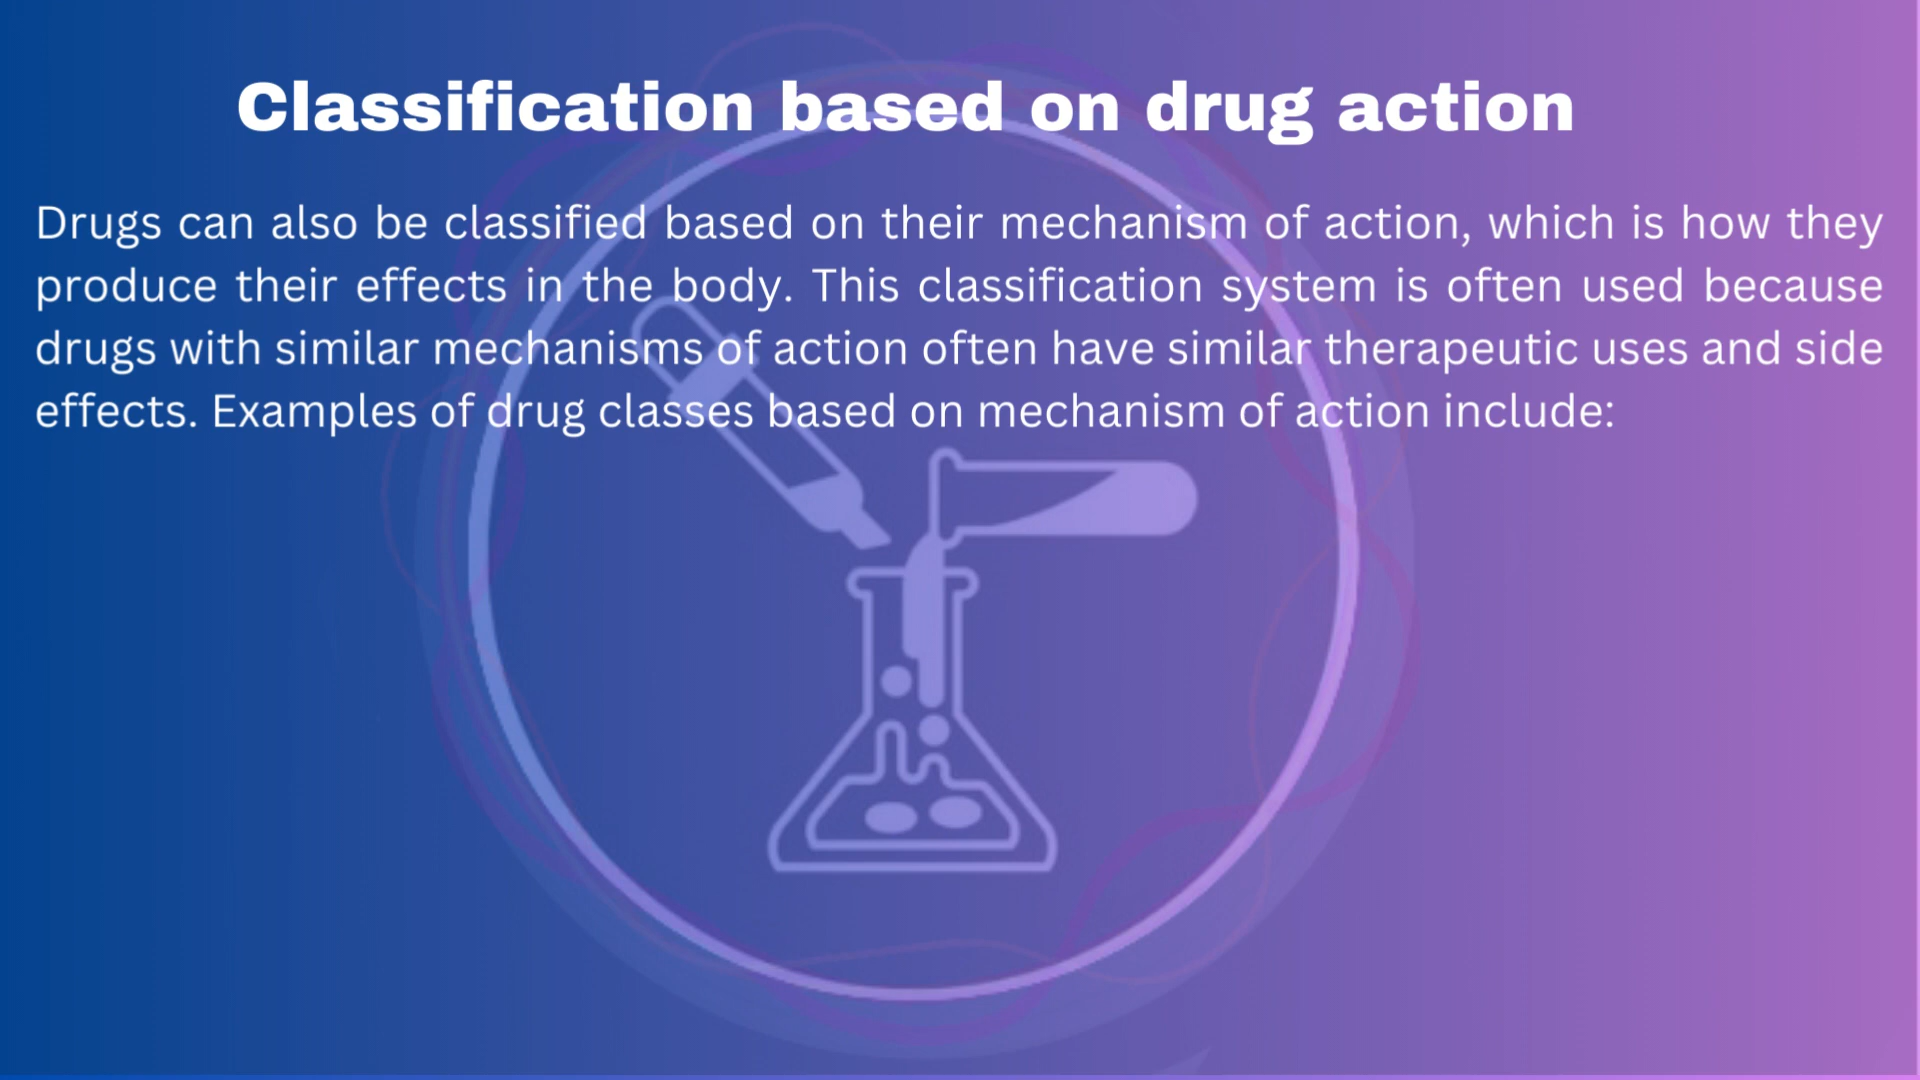 Classification based on drug action
Drugs can also be classified based on their mechanism of action, which is how they
produce their effects in the body. This classification system is often used because
drugs with similar mechanisms of action often have similar therapeutic uses and side
effects. Examples of drug classes based on mechanism of action include: